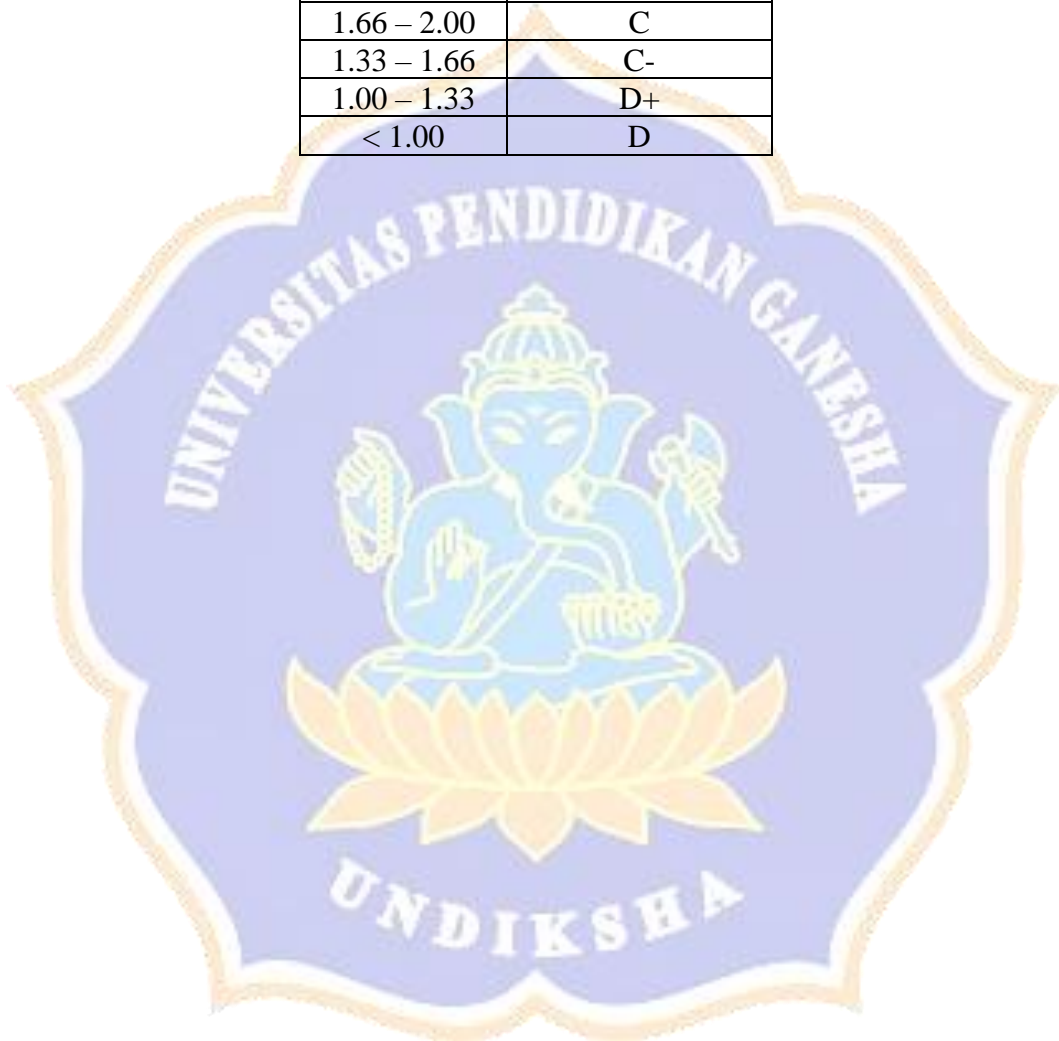 1.66 – 2.00 C
1.33 – 1.66 C-
1.00 – 1.33 D+
< 1.00 D
UNIVERSITAS PENDIDIKAN GANESHA
UNDIKSHA